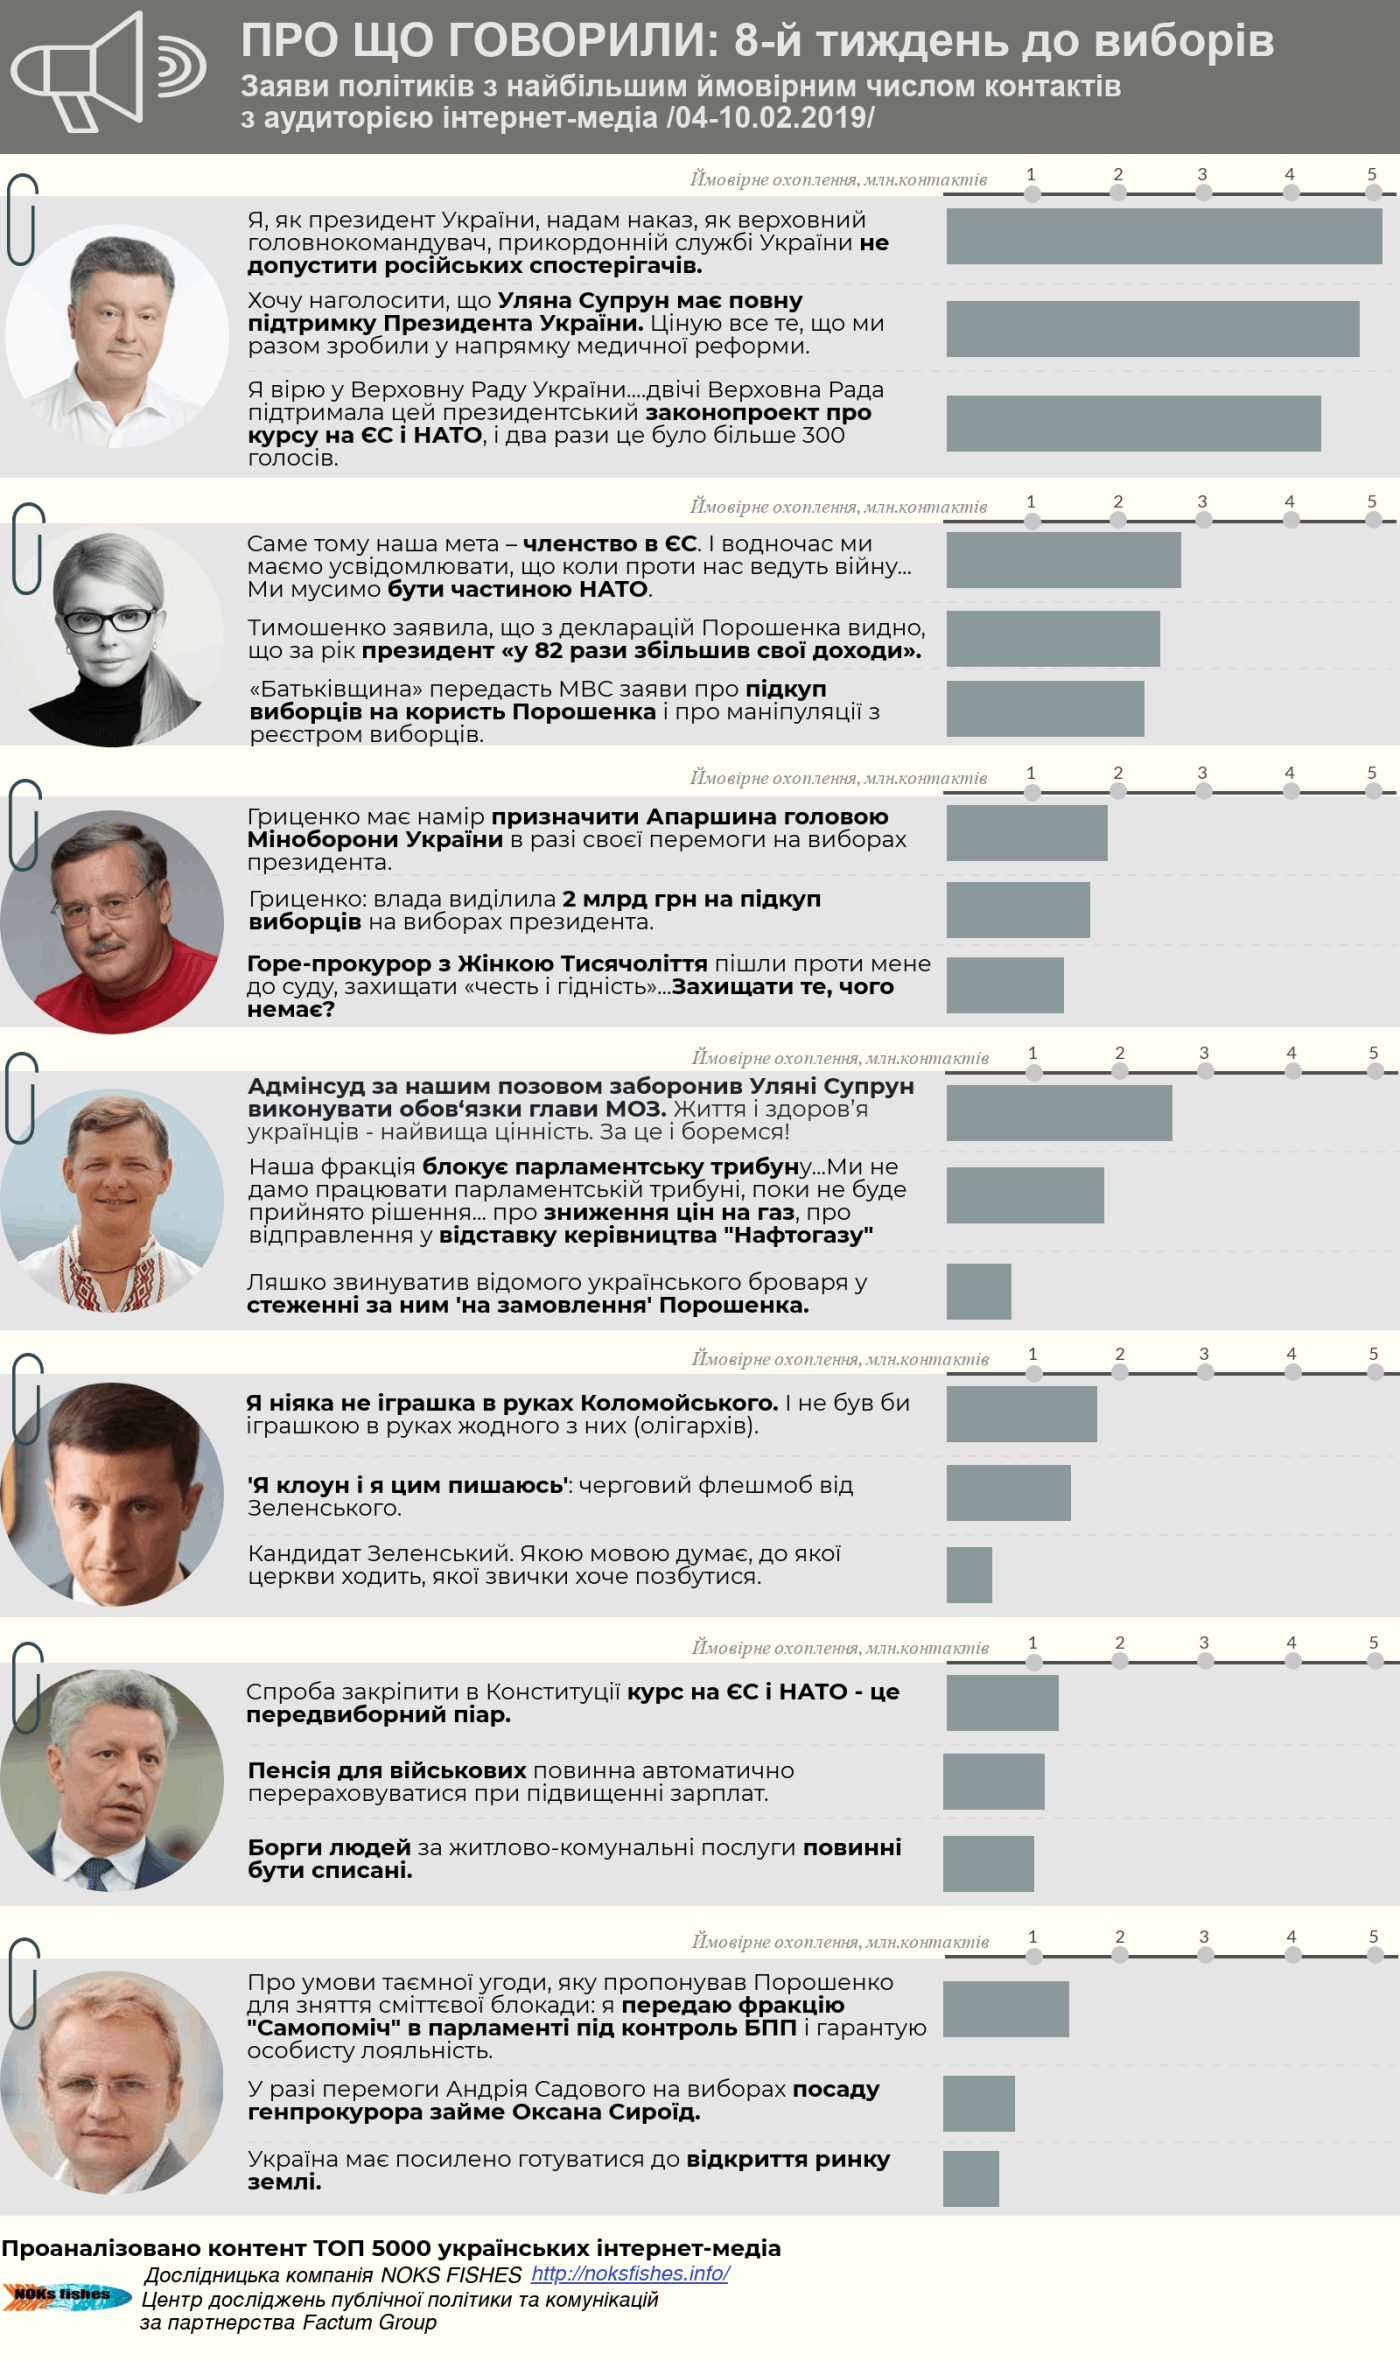 ПРО ЩО ГОВОРИЛИ: 8-й тиждень до виборів
Заяви політиків з найбільшим ймовірним числом контактів
з аудиторією інтернет-медіа /04-10.02.2019/
Ймовірне охоплення, млн.контактів 1 2 3 4 5
Я, як президент України, надам наказ, як верховний
головнокомандувач, прикордонній службі України не
допустити російських спостерігачів.
Хочу наголосити, що Уляна Супрун має повну
підтримку Президента України. Ціную все те, що ми
разом зробили у напрямку медичної реформи.
Я вірю у Верховну Раду України....двічі Верховна Рада
підтримала цей президентський законопроект про
курсу на ЄС і НАТО, і два рази це було більше 300
голосів.
Ймовірне охоплення, млн.контактів 1 2 3 4 5
Саме тому наша мета – членство в ЄС. І водночас ми
маємо усвідомлювати, що коли проти нас ведуть війну...
Ми мусимо бути частиною НАТО.
Тимошенко заявила, що з декларацій Порошенка видно,
що за рік президент «у 82 рази збільшив свої доходи».
«Батьківщина» передасть МВС заяви про підкуп
виборців на користь Порошенка і про маніпуляції з
реєстром виборців.
Ймовірне охоплення, млн.контактів 1 2 3 4 5
Гриценко має намір призначити Апаршина головою
Міноборони України в разі своєї перемоги на виборах
президента.
Гриценко: влада виділила 2 млрд грн на підкуп
виборців на виборах президента.
Горе-прокурор з Жінкою Тисячоліття пішли проти мене
до суду, захищати «честь і гідність»...Захищати те, чого
немає?
Ймовірне охоплення, млн.контактів 1 2 3 4 5
Адмінсуд за нашим позовом заборонив Уляні Супрун
виконувати обов‘язки глави МОЗ. Життя і здоров’я
українців - найвища цінність. За це і боремся!
Наша фракція блокує парламентську трибуну...Ми не
дамо працювати парламентській трибуні, поки не буде
прийнято рішення... про зниження цін на газ, про
відправлення у відставку керівництва "Нафтогазу"
Ляшко звинуватив відомого українського броваря у
стеженні за ним 'на замовлення' Порошенка.
Ймовірне охоплення, млн.контактів 1 2 3 4 5
Я ніяка не іграшка в руках Коломойського. І не був би
іграшкою в руках жодного з них (олігархів).
'Я клоун і я цим пишаюсь': черговий флешмоб від
Зеленського.
Кандидат Зеленський. Якою мовою думає, до якої
церкви ходить, якої звички хоче позбутися.
Ймовірне охоплення, млн.контактів 1 2 3 4 5
Спроба закріпити в Конституції курс на ЄС і НАТО - це
передвиборний піар.
Пенсія для військових повинна автоматично
перераховуватися при підвищенні зарплат.
Борги людей за житлово-комунальні послуги повинні
бути списані.
Ймовірне охоплення, млн.контактів 1 2 3 4 5
Про умови таємної угоди, яку пропонував Порошенко
для зняття сміттєвої блокади: я передаю фракцію
"Самопоміч" в парламенті під контроль БПП і гарантую
особисту лояльність.
У разі перемоги Андрія Садового на виборах посаду
генпрокурора займе Оксана Сироїд.
Україна має посилено готуватися до відкриття ринку
землі.
Проаналізовано контент ТОП 5000 українських інтернет-медіа
Дослідницька компанія NOKS FISHES http://noksfishes.info/
NOKs fishes
Центр досліджень публічної політики та комунікацій
за партнерства Factum Group